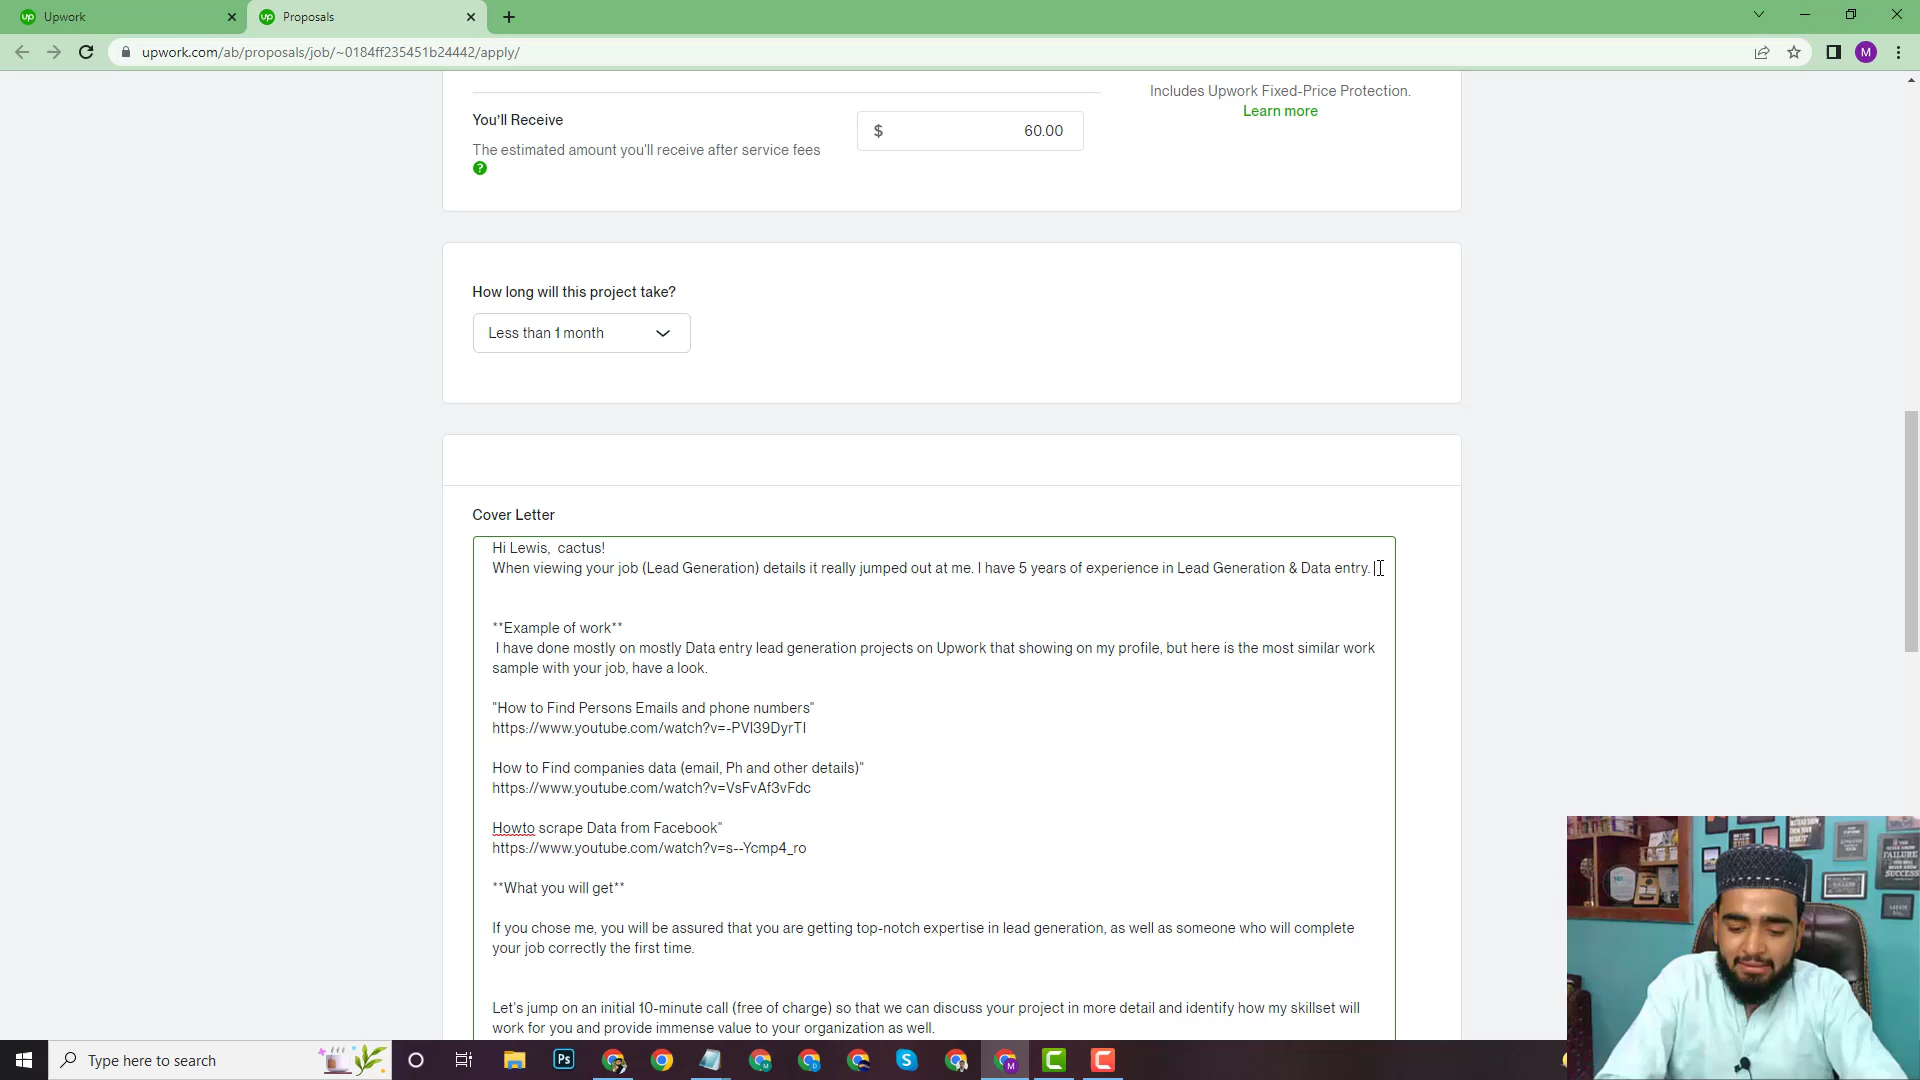 Upwork
Proposals
upwork.com/ab/proposals/job/~0184ff235451b24442/apply/
M
Includes Upwork Fixed-Price Protection.
Learn more
You'll Receive
$ 60.00
The estimated amount you'll receive after service fees
?
How long will this project take?
Less than 1 month
Cover Letter
Hi Lewis,  cactus!
When viewing your job (Lead Generation) details it really jumped out at me. I have 5 years of experience in Lead Generation & Data entry.
**Example of work**
I have done mostly on mostly Data entry lead generation projects on Upwork that showing on my profile, but here is the most similar work
sample with your job, have a look.
"How to Find Persons Emails and phone numbers"
https://www.youtube.com/watch?v=-PVl39DyrTI
How to Find companies data (email, Ph and other details)"
https://www.youtube.com/watch?v=VsFvAf3vFdc
Howto scrape Data from Facebook"
https://www.youtube.com/watch?v=s--Ycmp4_ro
**What you will get**
If you chose me, you will be assured that you are getting top-notch expertise in lead generation, as well as someone who will complete
your job correctly the first time.
Let's jump on an initial 10-minute call (free of charge) so that we can discuss your project in more detail and identify how my skillset will
work for you and provide immense value to your organization as well.
FAILURE
Type here to search
Ps